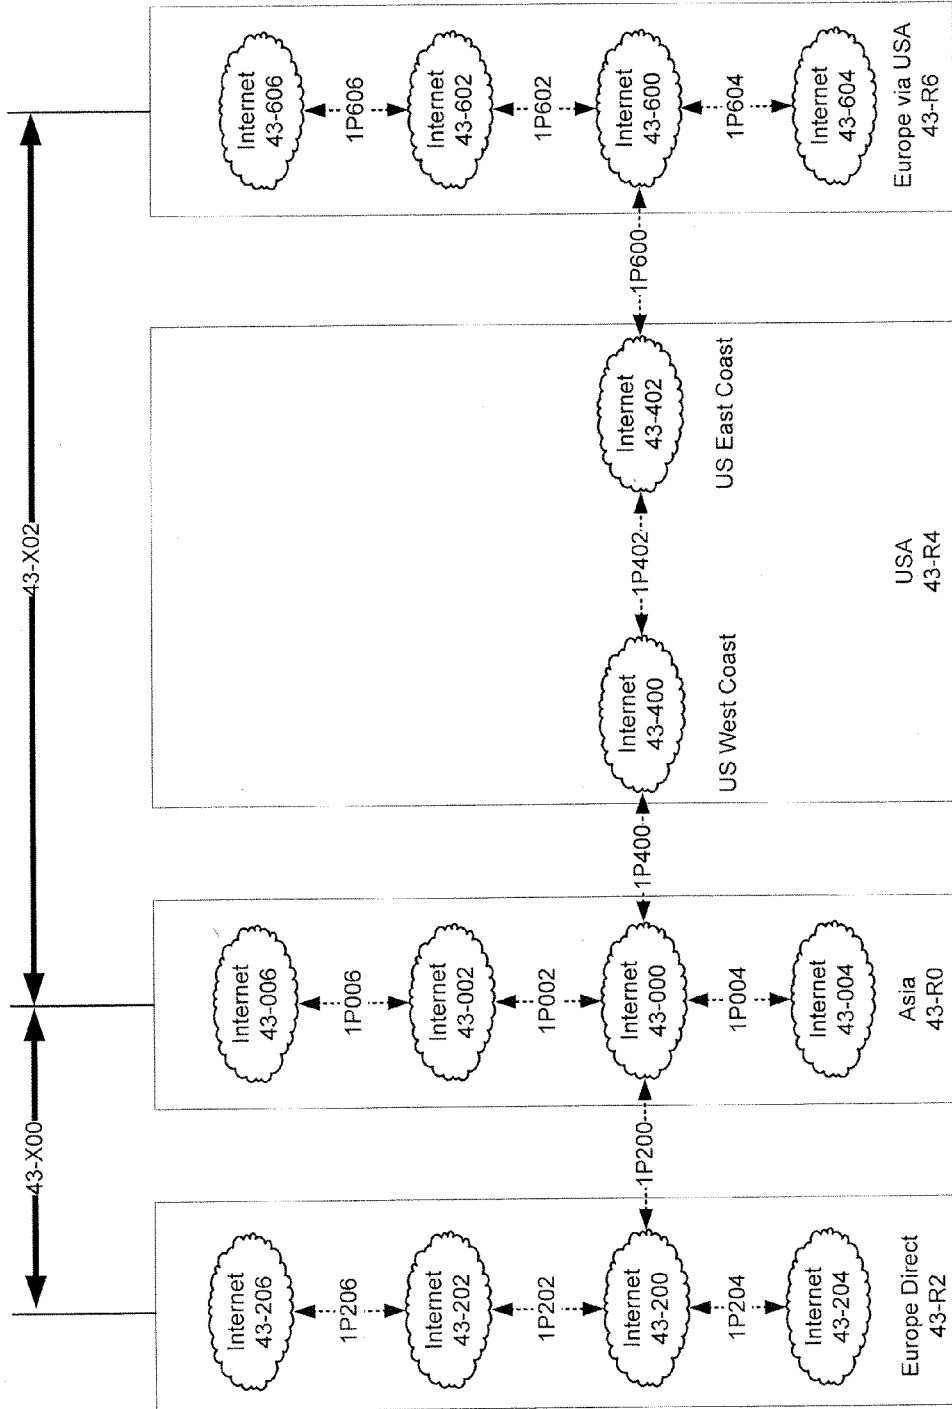 43-X00
43-X02
Internet
43-206
1P206
Internet
43-202
1P202
Internet
43-200
1P204
Internet
43-204
Europe Direct
43-R2
1P200
Internet
43-006
1P006
Internet
43-002
1P002
Internet
43-000
1P004
Internet
43-004
Asia
43-R0
1P400
Internet
43-400
US West Coast
1P402
Internet
43-402
US East Coast
USA
43-R4
1P600
Internet
43-606
1P606
Internet
43-602
1P602
Internet
43-600
1P604
Internet
43-604
Europe via USA
43-R6